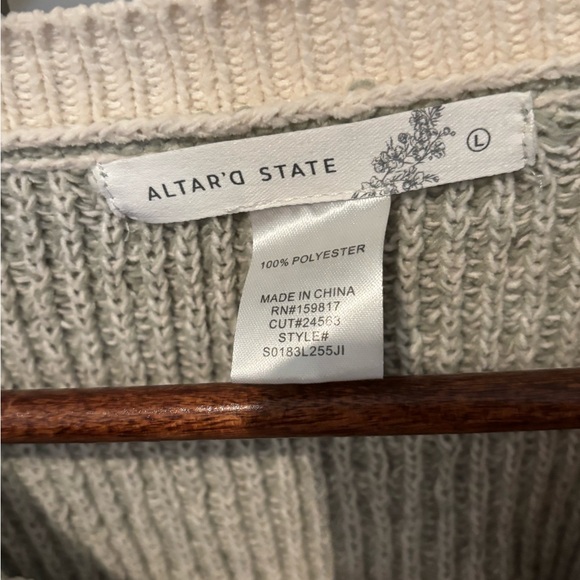 ALTAR'D STATE
L
100% POLYESTER
MADE IN CHINA
RN#159817
CUT#24563
STYLE#
S0183L255JI